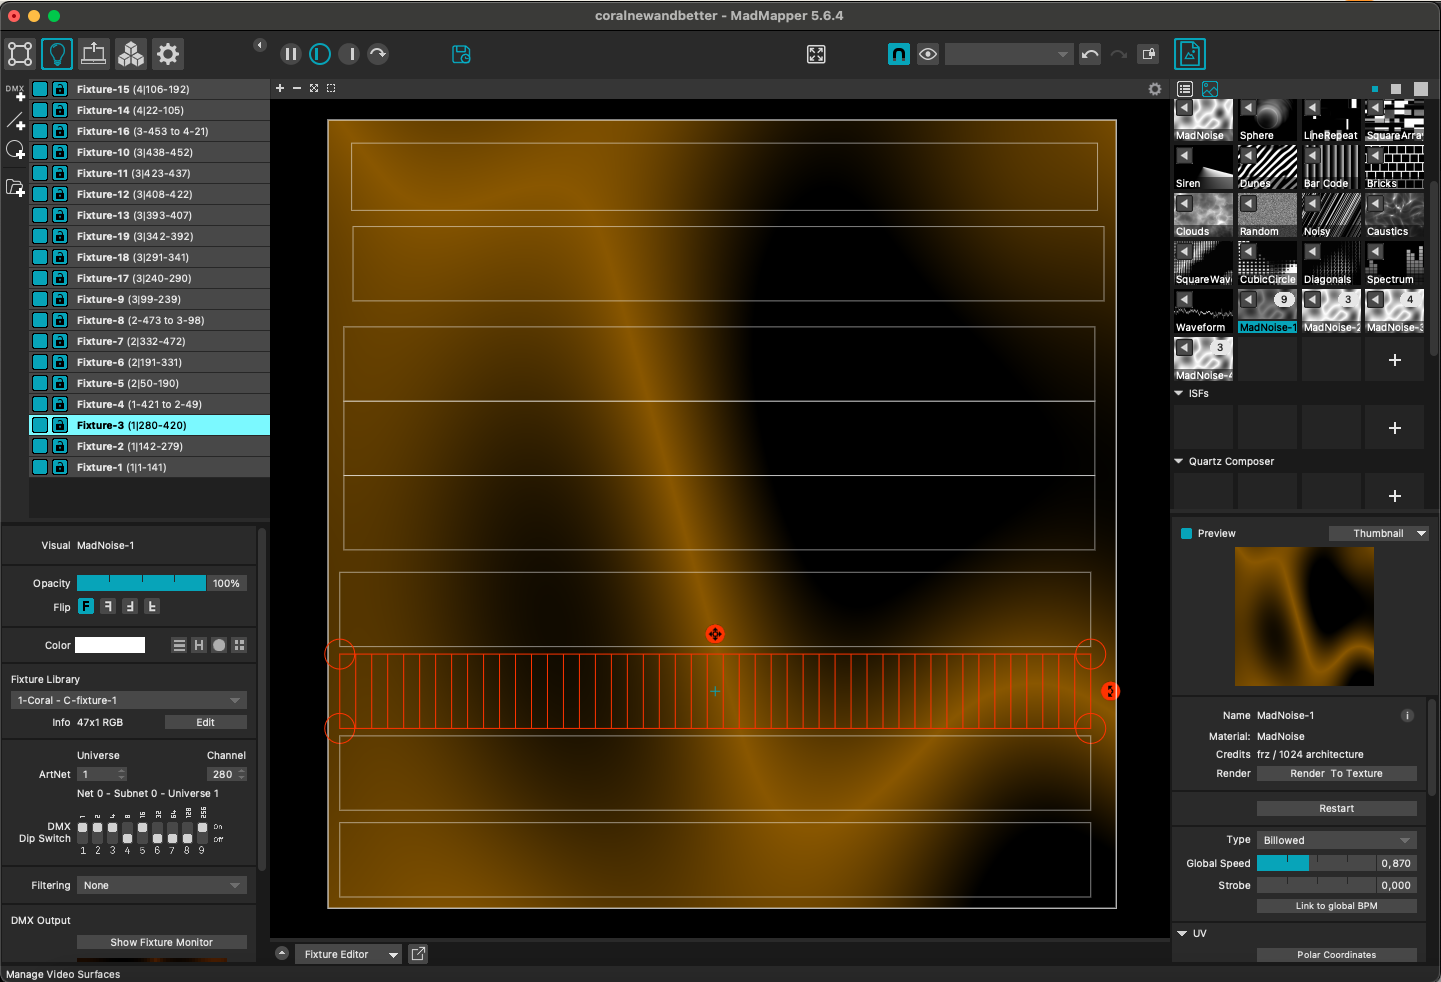 coralnewandbetter - MadMapper 5.6.4
DMX
Fixture-15 (4|106-192)
Fixture-14 (4|22-105)
Fixture-16 (3-453 to 4-21)
Fixture-10 (3|438-452)
Fixture-11 (3|423-437)
Fixture-12 (3|408-422)
Fixture-13 (3|393-407)
Fixture-19 (3|342-392)
Fixture-18 (3|291-341)
Fixture-17 (3|240-290)
Fixture-9 (3|99-239)
Fixture-8 (2-473 to 3-98)
Fixture-7 (2|332-472)
Fixture-6 (2|191-331)
Fixture-5 (2|50-190)
Fixture-4 (1-421 to 2-49)
Fixture-3 (1|280-420)
Fixture-2 (1|142-279)
Fixture-1 (1|1-141)
Visual MadNoise-1
Opacity 100%
Flip F
Color H
Fixture Library
1-Coral - C-fixture-1
Info 47x1 RGB Edit
Universe Channel
ArtNet 1 280
Net 0 - Subnet 0 - Universe 1
1 2 4 8 16 32 64 128 256
DMX On
Dip Switch Off
1 2 3 4 5 6 7 8 9
Filtering None
DMX Output
Show Fixture Monitor
Manage Video Surfaces
Fixture Editor
MadNoise Sphere LineRepeat SquareArra
Siren Dunes Bar Code Bricks
Clouds Random Noisy Caustics
SquareWav CubicCircle Diagonals Spectrum
9 3 4
Waveform MadNoise-1 MadNoise-2 MadNoise-3
3
MadNoise-4
ISFs
Quartz Composer
Preview Thumbnail
Name MadNoise-1 i
Material: MadNoise
Credits frz / 1024 architecture
Render Render To Texture
Restart
Type Billowed
Global Speed 0,870
Strobe 0,000
Link to global BPM
UV
Polar Coordinates